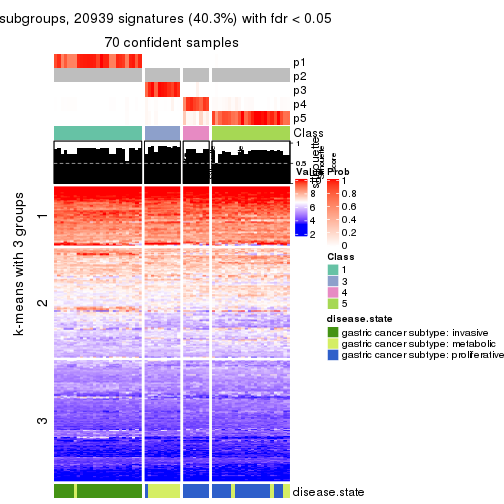 subgroups, 20939 signatures (40.3%) with fdr < 0.05
70 confident samples
p1
p2
p3
p4
p5
Class
1
0.5
silhouette
score
k-means with 3 groups
1
2
3
Value
8
6
4
2
Prob
1
0.8
0.6
0.4
0.2
0
Class
1
3
4
5
disease.state
gastric cancer subtype: invasive
gastric cancer subtype: metabolic
gastric cancer subtype: proliferative
disease.state